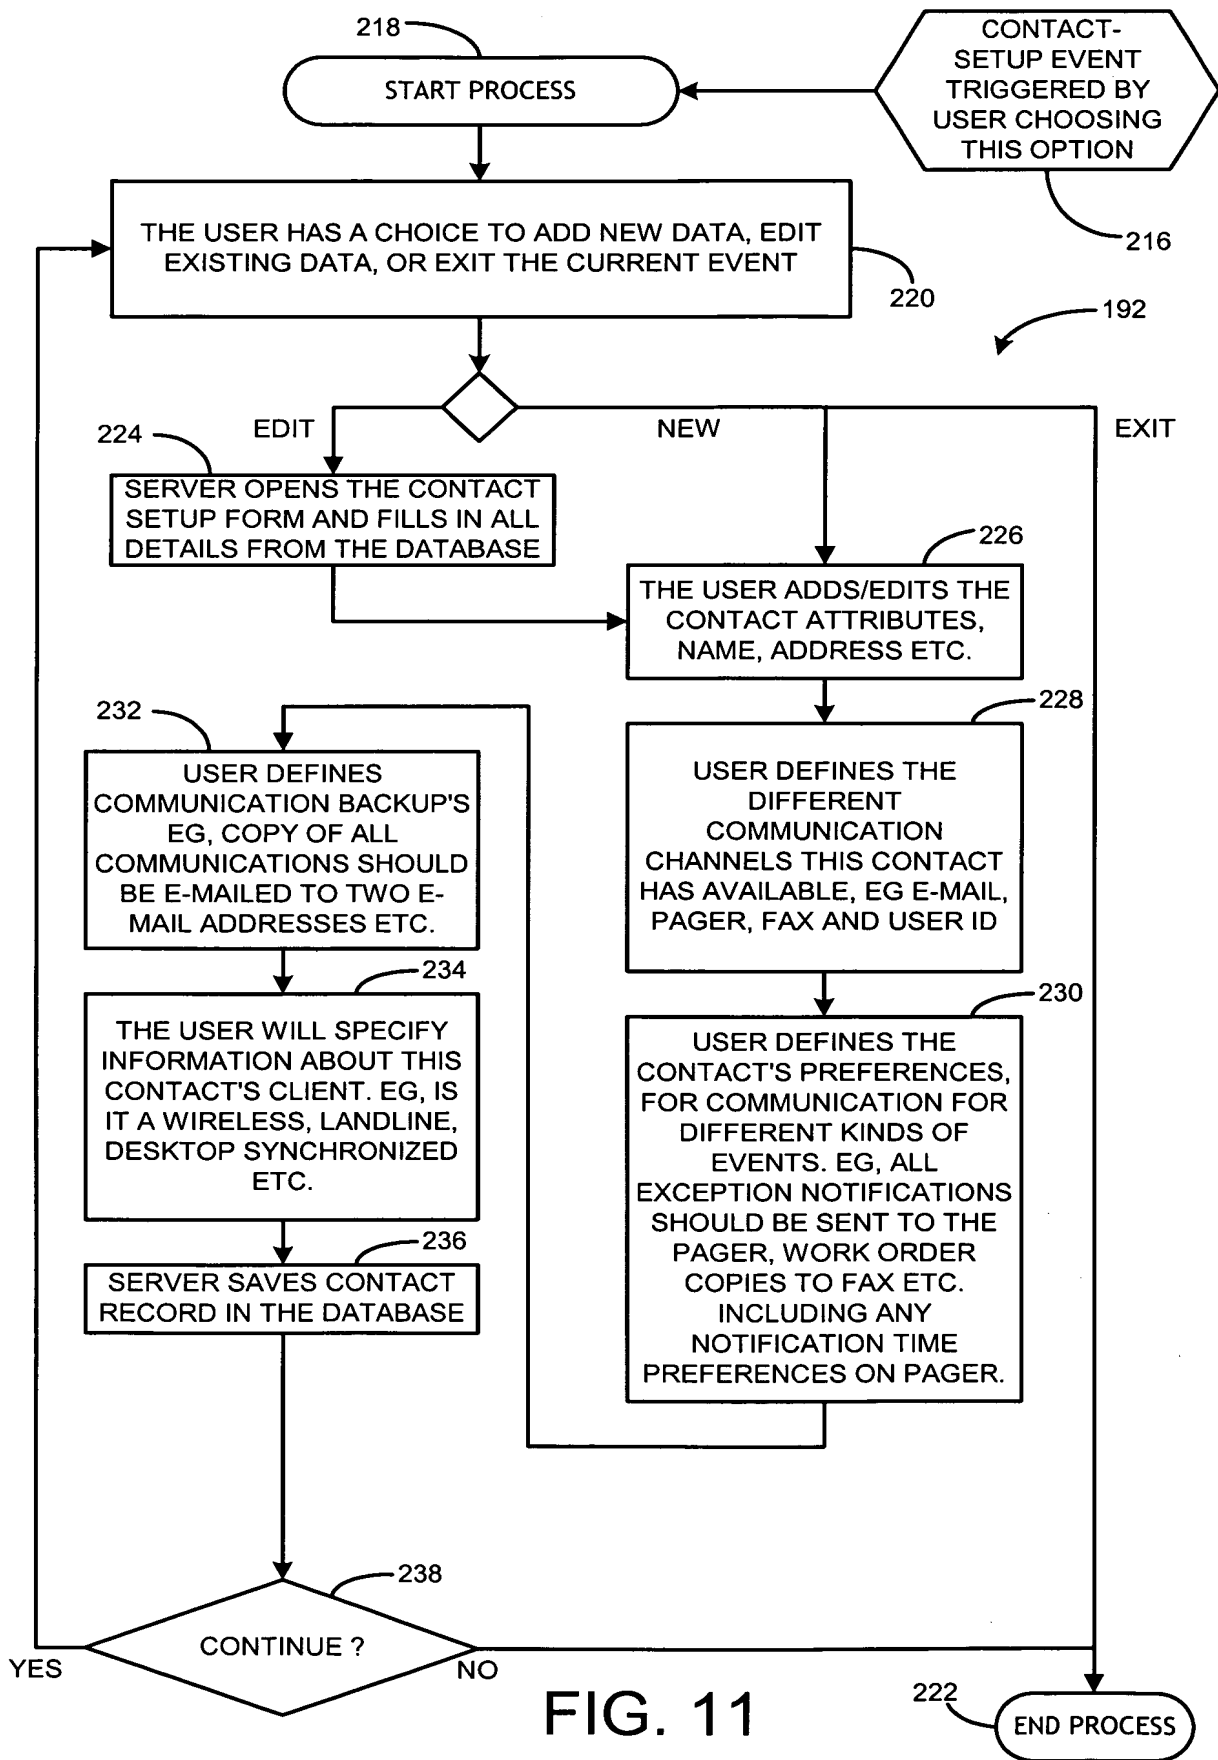 218
START PROCESS
CONTACT-
SETUP EVENT
TRIGGERED BY
USER CHOOSING
THIS OPTION
216
THE USER HAS A CHOICE TO ADD NEW DATA, EDIT
EXISTING DATA, OR EXIT THE CURRENT EVENT
220
192
EDIT
NEW
EXIT
224
SERVER OPENS THE CONTACT
SETUP FORM AND FILLS IN ALL
DETAILS FROM THE DATABASE
226
THE USER ADDS/EDITS THE
CONTACT ATTRIBUTES,
NAME, ADDRESS ETC.
228
USER DEFINES THE
DIFFERENT
COMMUNICATION
CHANNELS THIS CONTACT
HAS AVAILABLE, EG E-MAIL,
PAGER, FAX AND USER ID
230
USER DEFINES THE
CONTACT'S PREFERENCES,
FOR COMMUNICATION FOR
DIFFERENT KINDS OF
EVENTS. EG, ALL
EXCEPTION NOTIFICATIONS
SHOULD BE SENT TO THE
PAGER, WORK ORDER
COPIES TO FAX ETC.
INCLUDING ANY
NOTIFICATION TIME
PREFERENCES ON PAGER.
232
USER DEFINES
COMMUNICATION BACKUP'S
EG, COPY OF ALL
COMMUNICATIONS SHOULD
BE E-MAILED TO TWO E-
MAIL ADDRESSES ETC.
234
THE USER WILL SPECIFY
INFORMATION ABOUT THIS
CONTACT'S CLIENT. EG, IS
IT A WIRELESS, LANDLINE,
DESKTOP SYNCHRONIZED
ETC.
236
SERVER SAVES CONTACT
RECORD IN THE DATABASE
238
CONTINUE ?
YES
NO
222
END PROCESS
FIG. 11